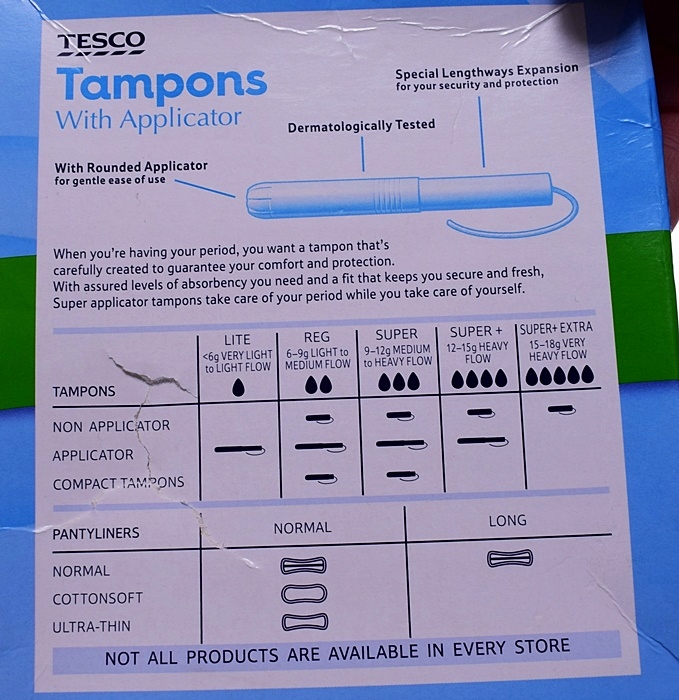 TESCO
Tampons
With Applicator
Special Lengthways Expansion
for your security and protection
Dermatologically Tested
With Rounded Applicator
for gentle ease of use
When you're having your period, you want a tampon that's
carefully created to guarantee your comfort and protection.
With assured levels of absorbency you need and a fit that keeps you secure and fresh,
Super applicator tampons take care of your period while you take care of yourself.
TAMPONS
LITE
<6g VERY LIGHT
to LIGHT FLOW
REG
6-9g LIGHT to
MEDIUM FLOW
SUPER
9-12g MEDIUM
to HEAVY FLOW
SUPER +
12-15g HEAVY
FLOW
SUPER+ EXTRA
15-18g VERY
HEAVY FLOW
NON APPLICATOR
APPLICATOR
COMPACT TAMPONS
PANTYLINERS
NORMAL
LONG
NORMAL
COTTONSOFT
ULTRA-THIN
NOT ALL PRODUCTS ARE AVAILABLE IN EVERY STORE